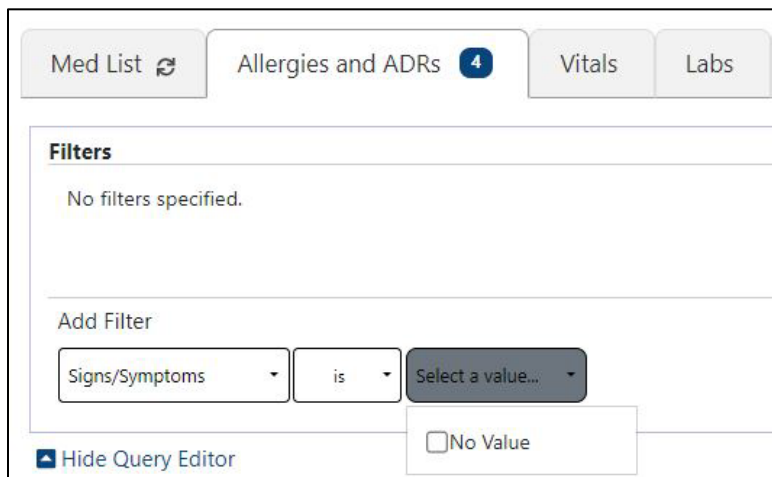 Med List
Allergies and ADRs 4
Vitals
Labs
Filters
No filters specified.
Add Filter
Signs/Symptoms
is
Select a value...
No Value
Hide Query Editor